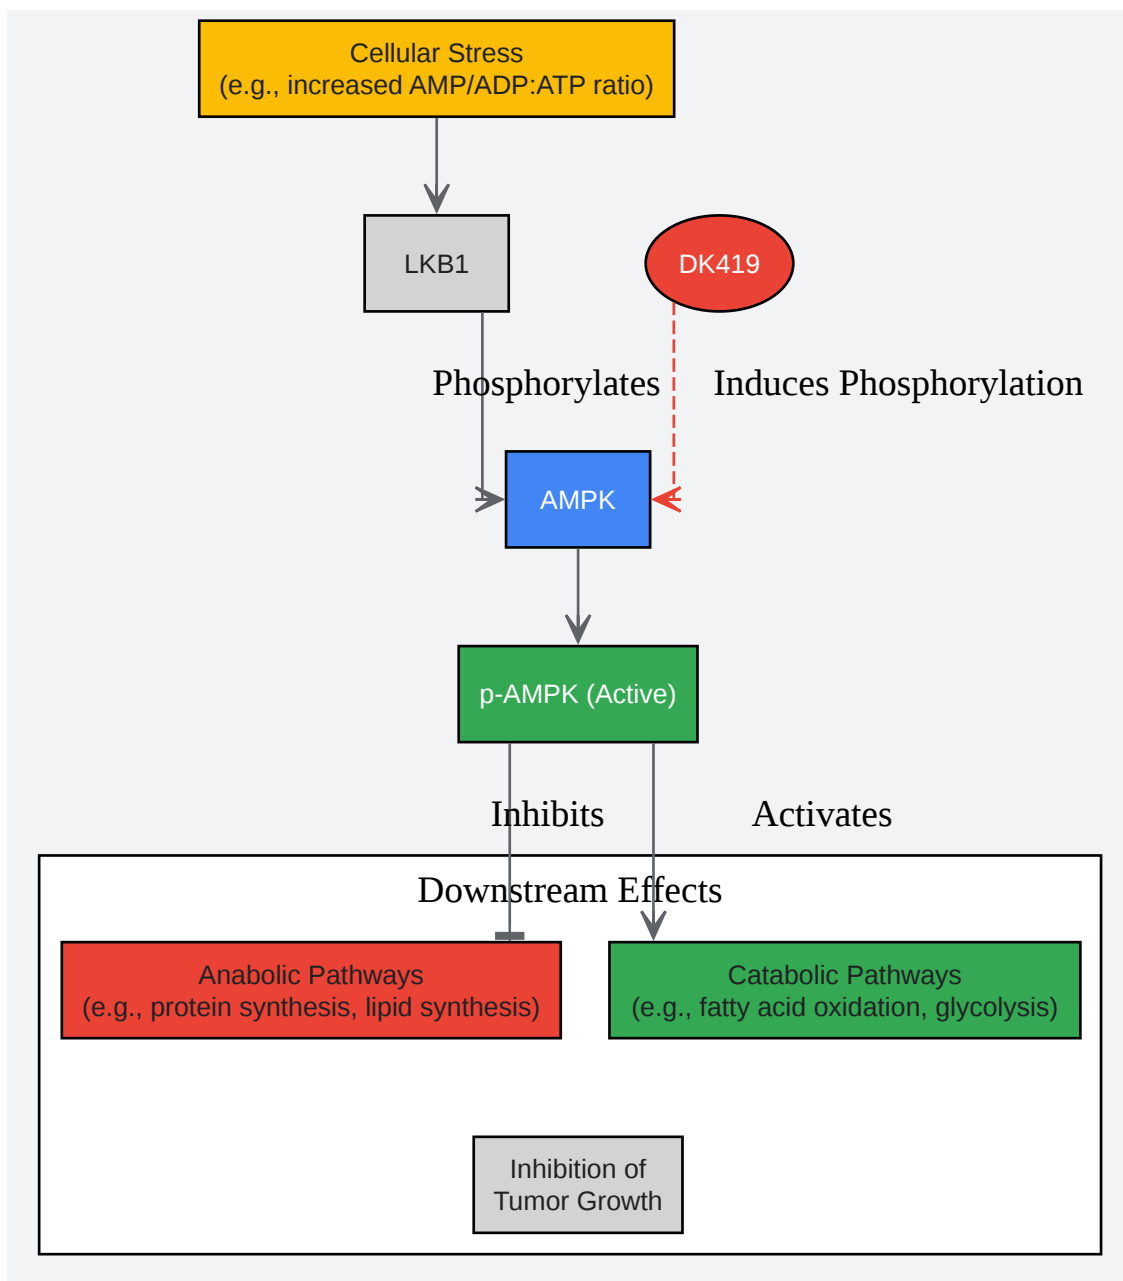 Cellular Stress
(e.g., increased AMP/ADP:ATP ratio)
LKB1
DK419
Phosphorylates
Induces Phosphorylation
AMPK
p-AMPK (Active)
Inhibits
Activates
Downstream Effects
Anabolic Pathways
(e.g., protein synthesis, lipid synthesis)
Catabolic Pathways
(e.g., fatty acid oxidation, glycolysis)
Inhibition of
Tumor Growth